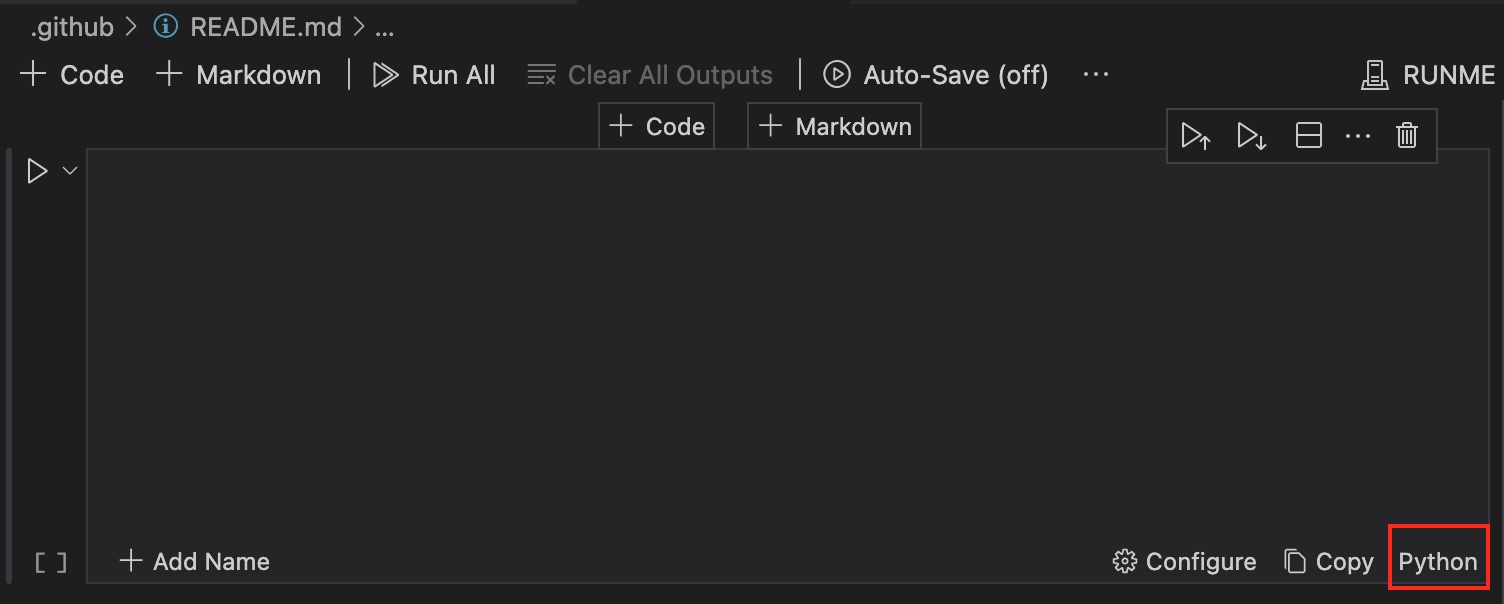 .github > README.md > ...
+ Code + Markdown | Run All Clear All Outputs | Auto-Save (off) ... RUNME
+ Code + Markdown
...
[ ] + Add Name Configure Copy Python